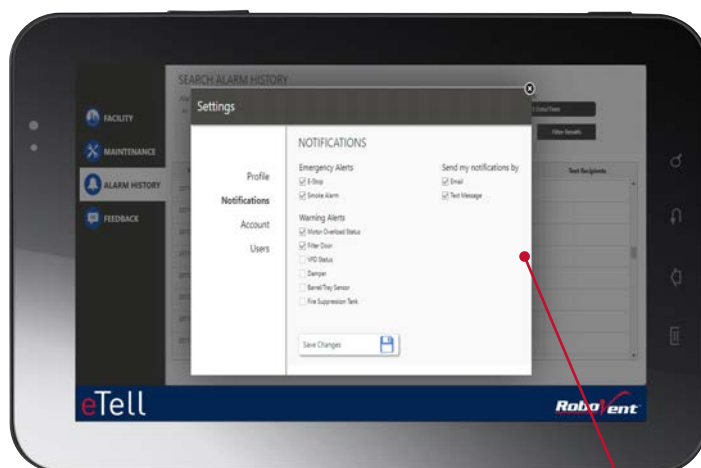 SEARCH ALARM HISTORY
Settings
FACILITY
MAINTENANCE
ALARM HISTORY
FEEDBACK
Profile
Notifications
Account
Users
NOTIFICATIONS
Emergency Alerts
E-Stop
Smoke Alarm
Warning Alerts
Motor Overload Status
Filter Door
VFD Status
Damper
Barrel/Tray Sensor
Fire Suppression Tank
Send my notifications by
Email
Text Message
Save Changes
Filter Results
Text Recipients
eTell
RoboVent